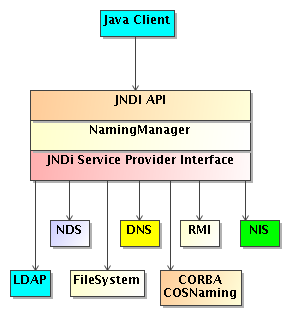 Java Client
JNDI API
NamingManager
JNDi Service Provider Interface
NDS
DNS
RMI
NIS
LDAP
FileSystem
CORBA
COSNaming